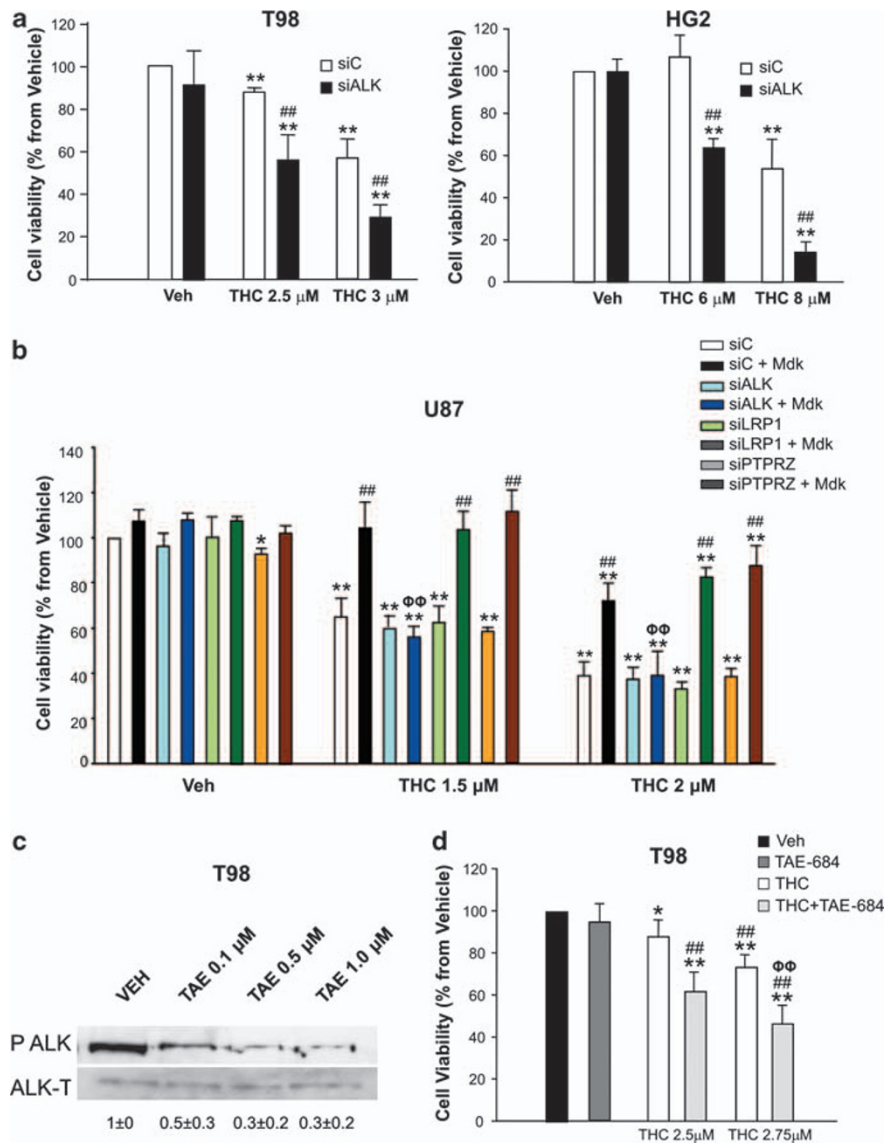 a
T98
Cell viability (% from Vehicle)
120
100
80
60
40
20
0
siC
siALK
**
##
**
**
##
**
Veh
THC 2.5 μM
THC 3 μM
HG2
Cell viability (% from Vehicle)
120
100
80
60
40
20
0
siC
siALK
##
**
**
##
**
Veh
THC 6 μM
THC 8 μM
b
U87
siC
siC + Mdk
siALK
siALK + Mdk
siLRP1
siLRP1 + Mdk
siPTPRZ
siPTPRZ + Mdk
Cell viability (% from Vehicle)
140
120
100
80
60
40
20
0
*
**
##
**
ΦΦ
**
**
##
**
##
**
##
**
**
ΦΦ
**
**
##
**
**
##
**
Veh
THC 1.5 μM
THC 2 μM
c
T98
VEH
TAE 0.1 μM
TAE 0.5 μM
TAE 1.0 μM
P ALK
ALK-T
1±0
0.5±0.3
0.3±0.2
0.3±0.2
d
T98
Veh
TAE-684
THC
THC+TAE-684
Cell Viability (% from Vehicle)
120
100
80
60
40
20
0
*
##
**
##
**
ΦΦ
##
**
THC 2.5μM
THC 2.75μM